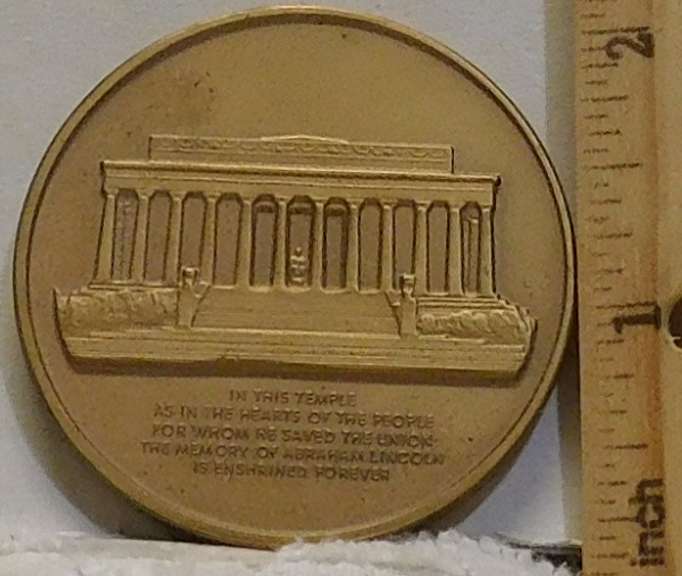 IN THIS TEMPLE
AS IN THE HEARTS OF THE PEOPLE
FOR WHOM HE SAVED THE UNION
THE MEMORY OF ABRAHAM LINCOLN
IS ENSHRINED FOREVER
2
1
inch